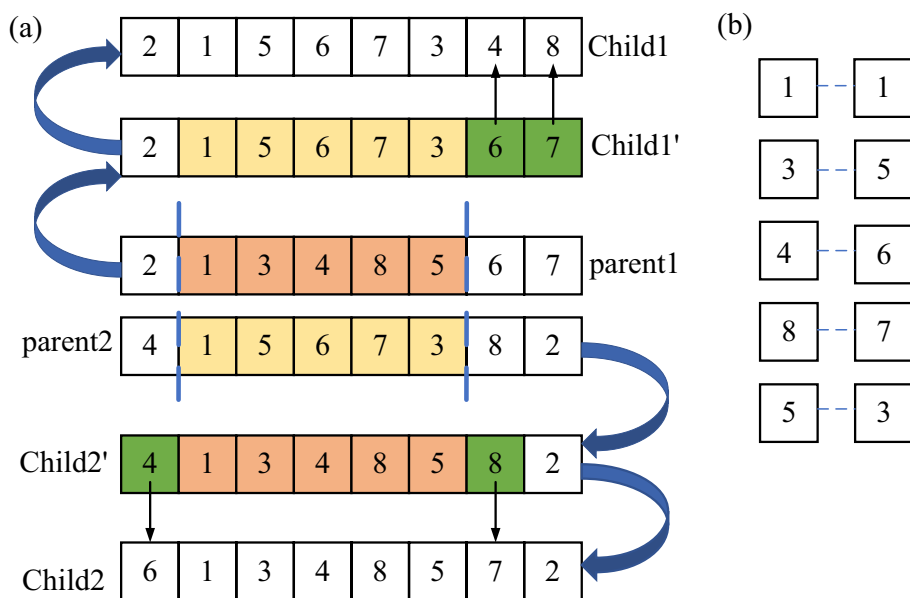 (a)
2 1 5 6 7 3 4 8 Child1
2 1 5 6 7 3 6 7 Child1'
2 1 3 4 8 5 6 7 parent1
parent2 4 1 5 6 7 3 8 2
Child2' 4 1 3 4 8 5 8 2
Child2 6 1 3 4 8 5 7 2
(b)
1 1
3 5
4 6
8 7
5 3